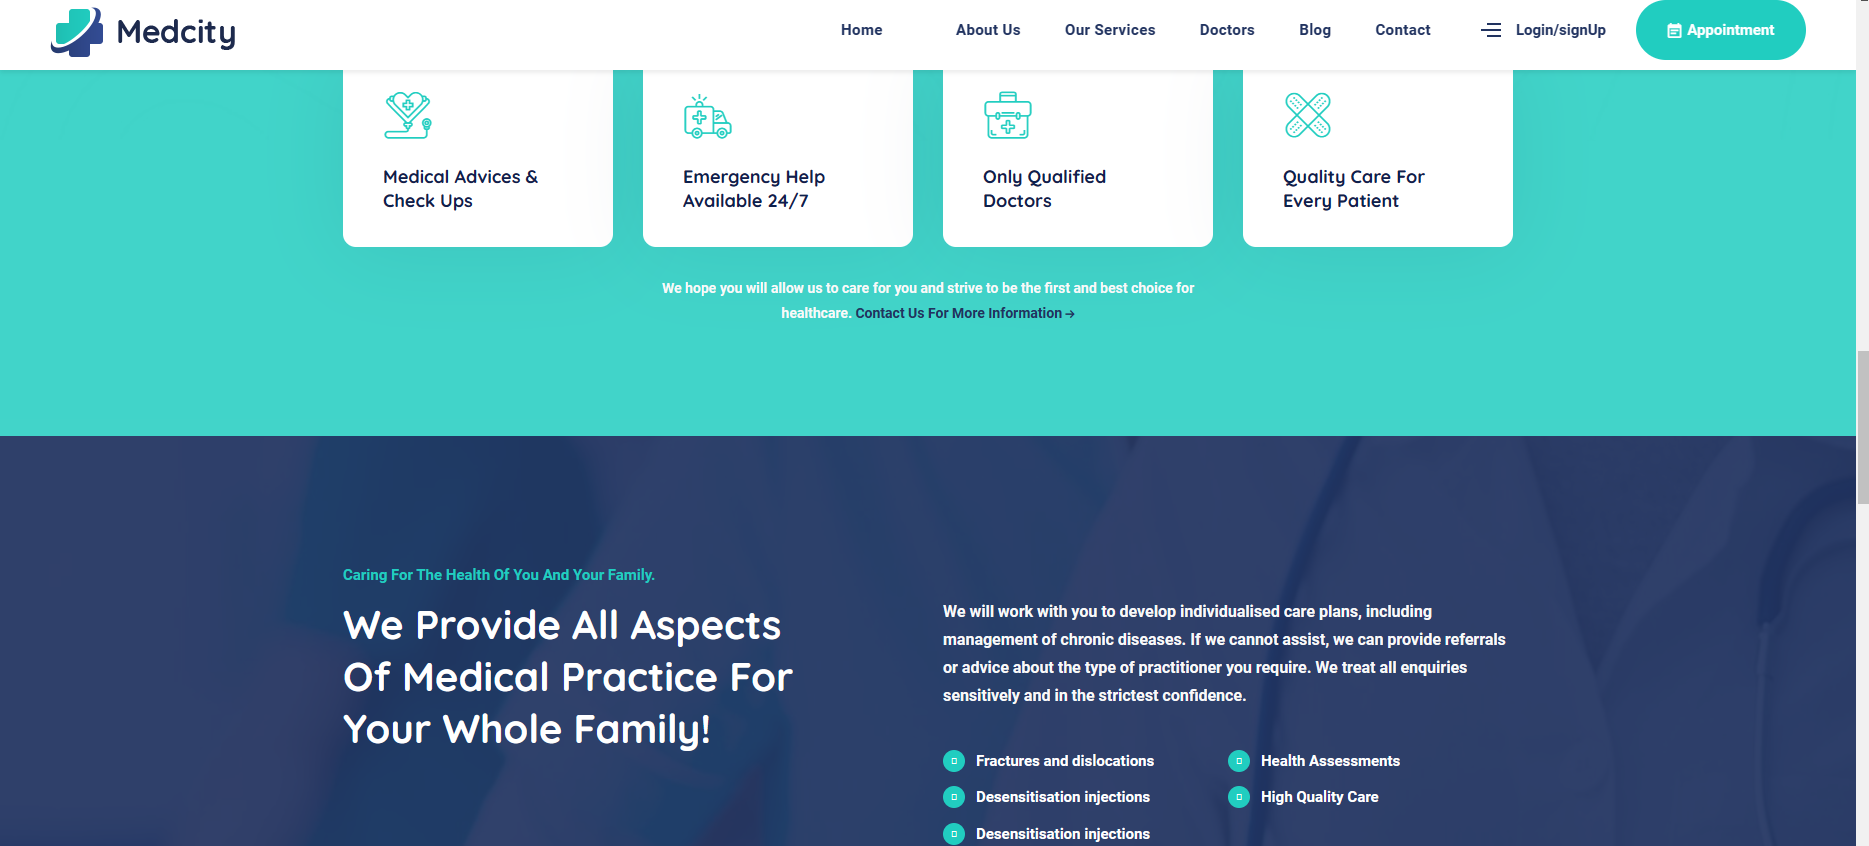 Medcity
Home
About Us
Our Services
Doctors
Blog
Contact
Login/signUp
Appointment
Medical Advices &
Check Ups
Emergency Help
Available 24/7
Only Qualified
Doctors
Quality Care For
Every Patient
We hope you will allow us to care for you and strive to be the first and best choice for
healthcare. Contact Us For More Information →
Caring For The Health Of You And Your Family.
We Provide All Aspects
Of Medical Practice For
Your Whole Family!
We will work with you to develop individualised care plans, including
management of chronic diseases. If we cannot assist, we can provide referrals
or advice about the type of practitioner you require. We treat all enquiries
sensitively and in the strictest confidence.
Fractures and dislocations
Health Assessments
Desensitisation injections
High Quality Care
Desensitisation injections